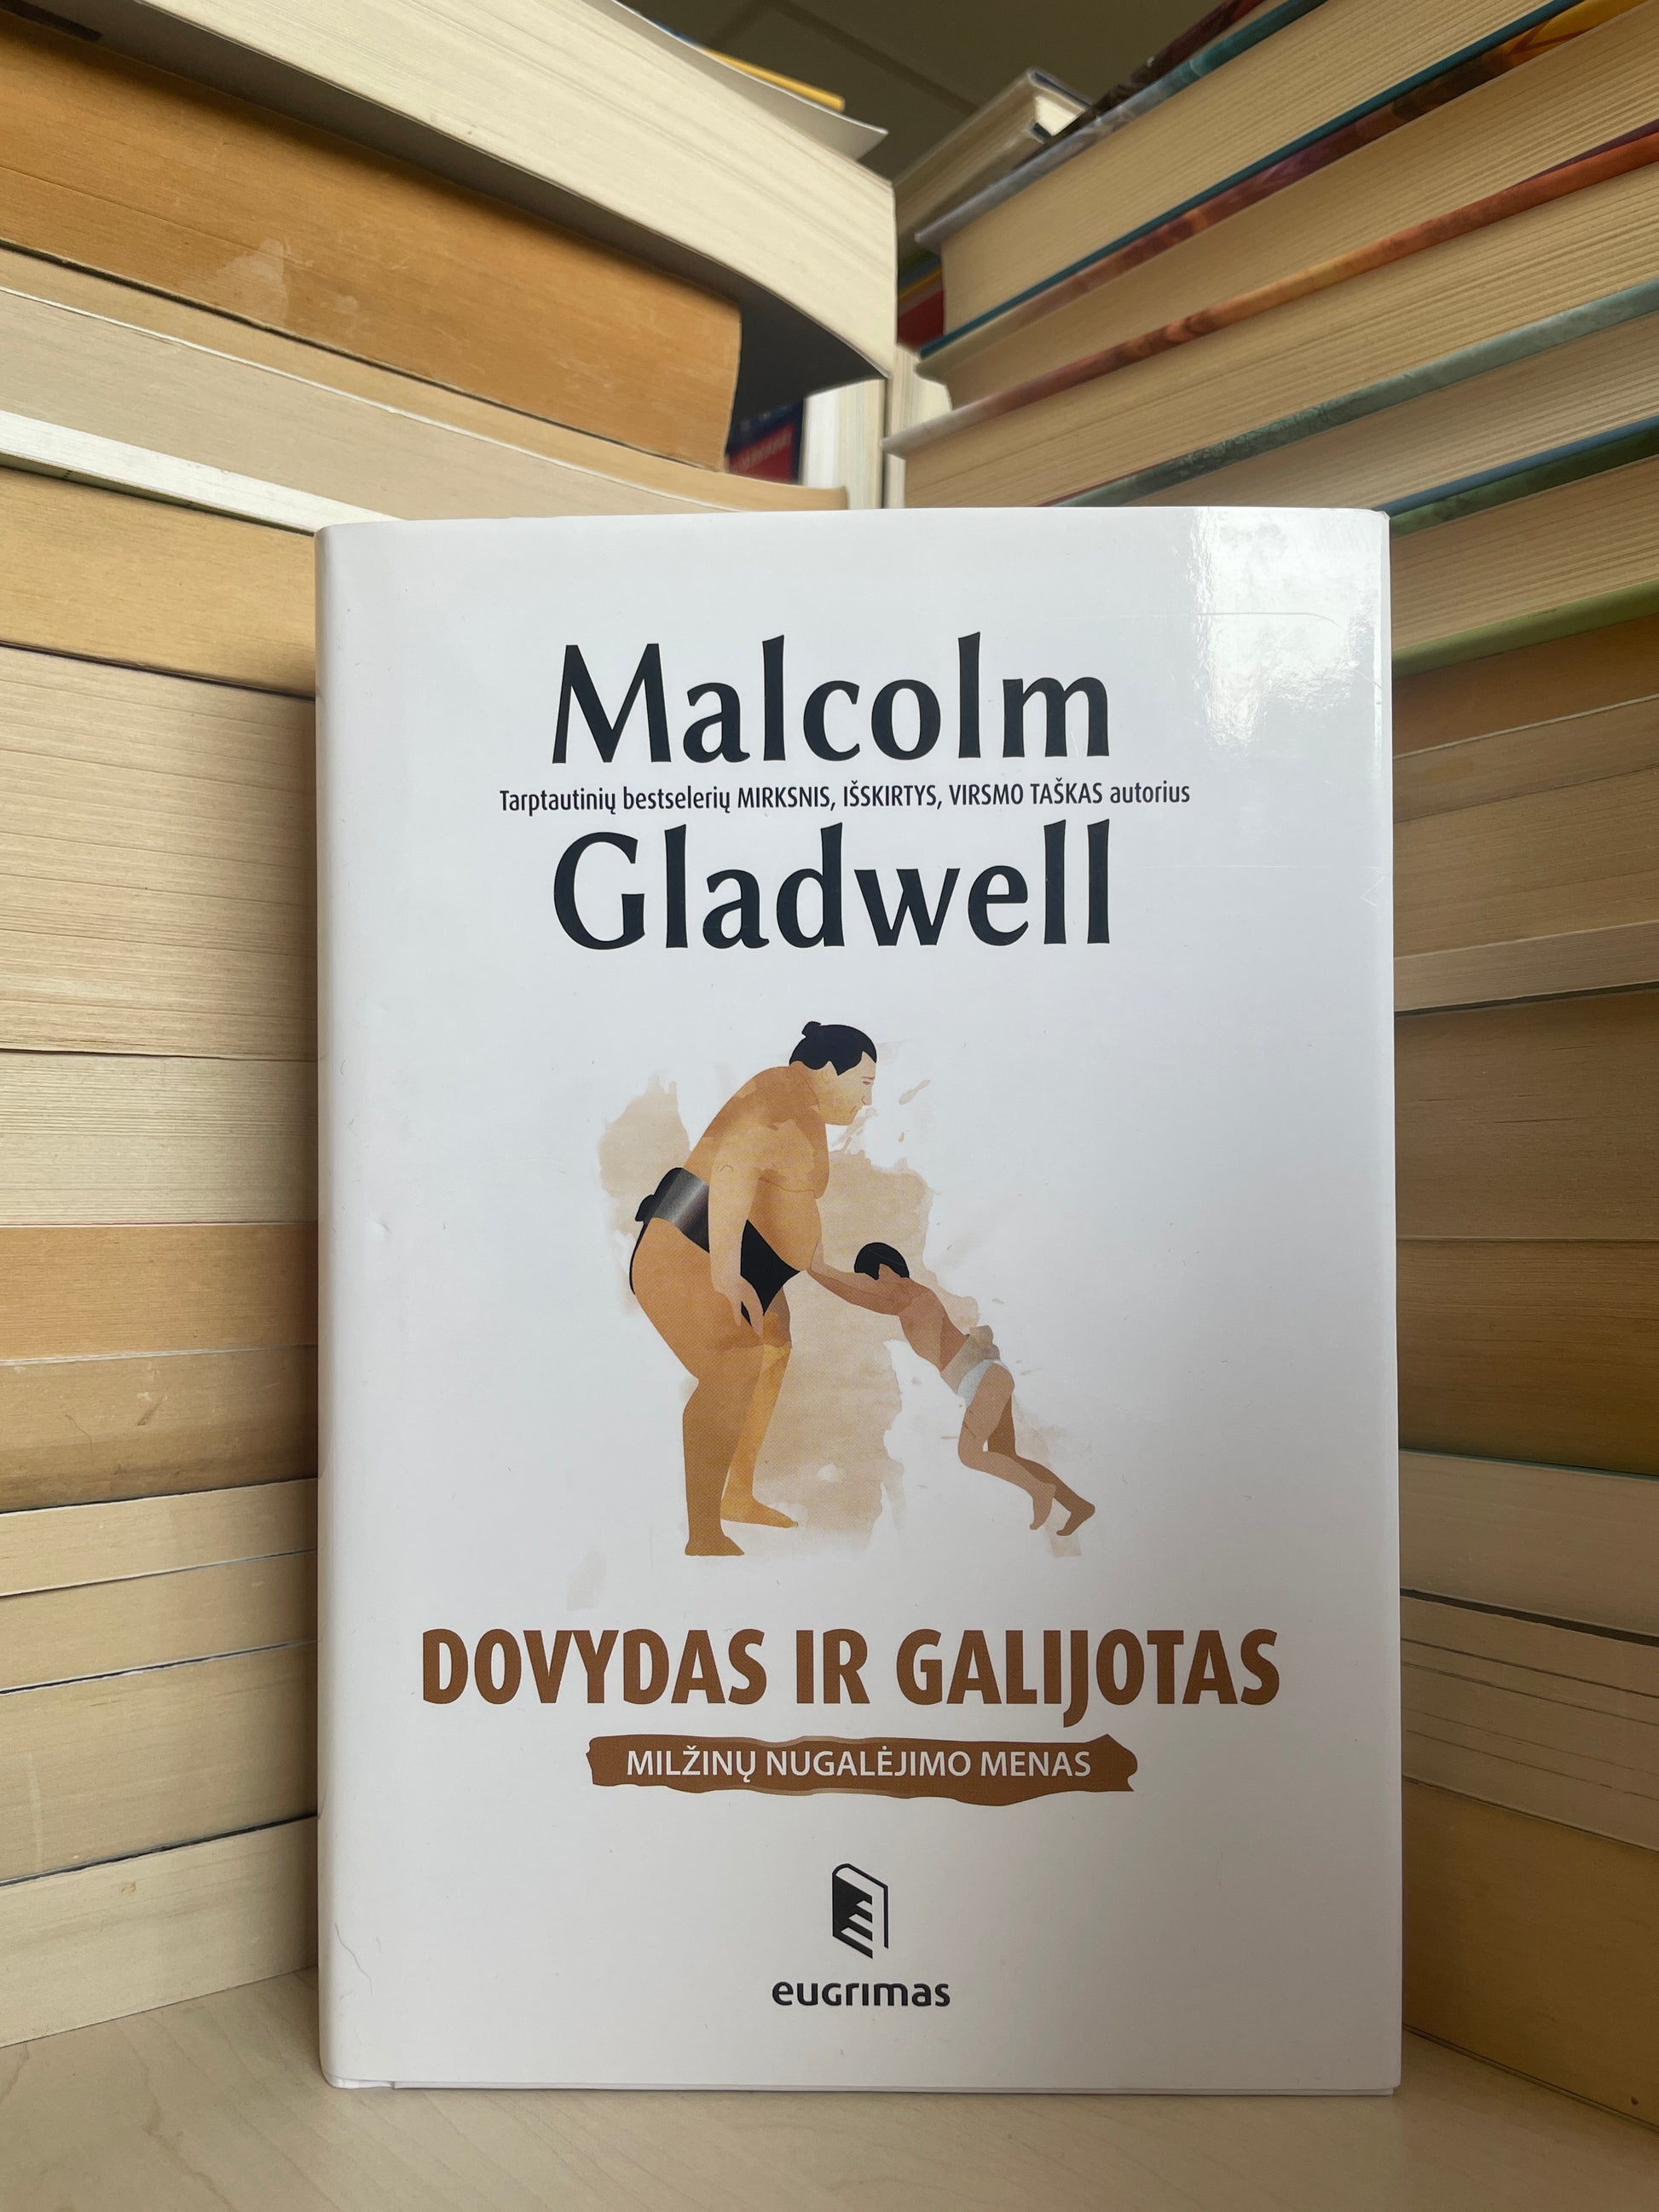 Malcolm
Tarptautinių bestselerių MIRKSNIS, IŠSKIRTYS, VIRSMO TAŠKAS autorius
Gladwell
DOVYDAS IR GALIJOTAS
MILŽINŲ NUGALĖJIMO MENAS
eugrimas